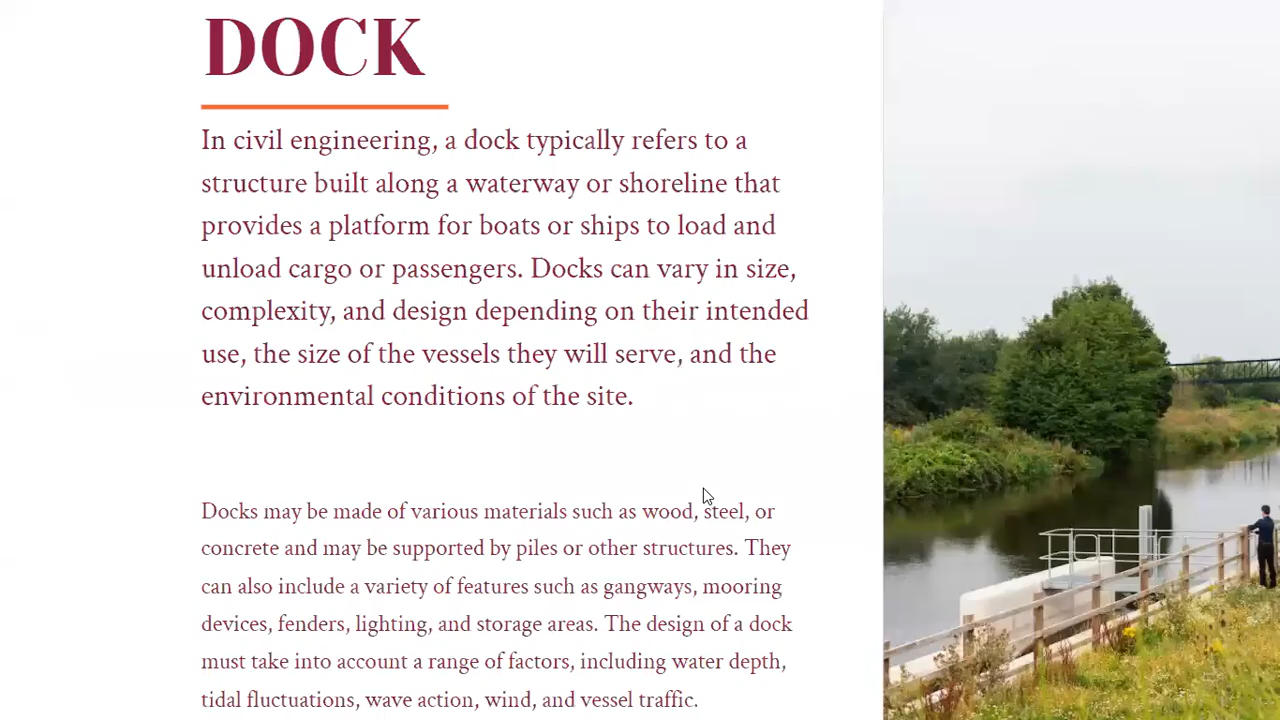 DOCK
In civil engineering, a dock typically refers to a
structure built along a waterway or shoreline that
provides a platform for boats or ships to load and
unload cargo or passengers. Docks can vary in size,
complexity, and design depending on their intended
use, the size of the vessels they will serve, and the
environmental conditions of the site.
Docks may be made of various materials such as wood, steel, or
concrete and may be supported by piles or other structures. They
can also include a variety of features such as gangways, mooring
devices, fenders, lighting, and storage areas. The design of a dock
must take into account a range of factors, including water depth,
tidal fluctuations, wave action, wind, and vessel traffic.